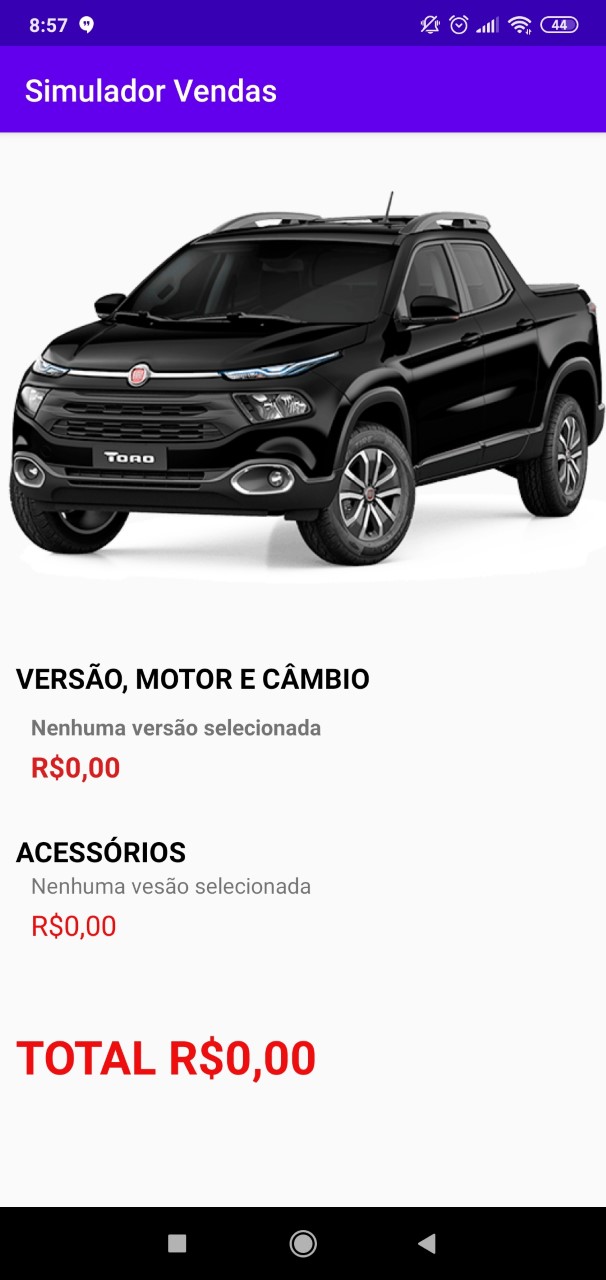 8:57
44
Simulador Vendas
TORO
VERSÃO, MOTOR E CÂMBIO
Nenhuma versão selecionada
R$0,00
ACESSÓRIOS
Nenhuma vesão selecionada
R$0,00
TOTAL R$0,00